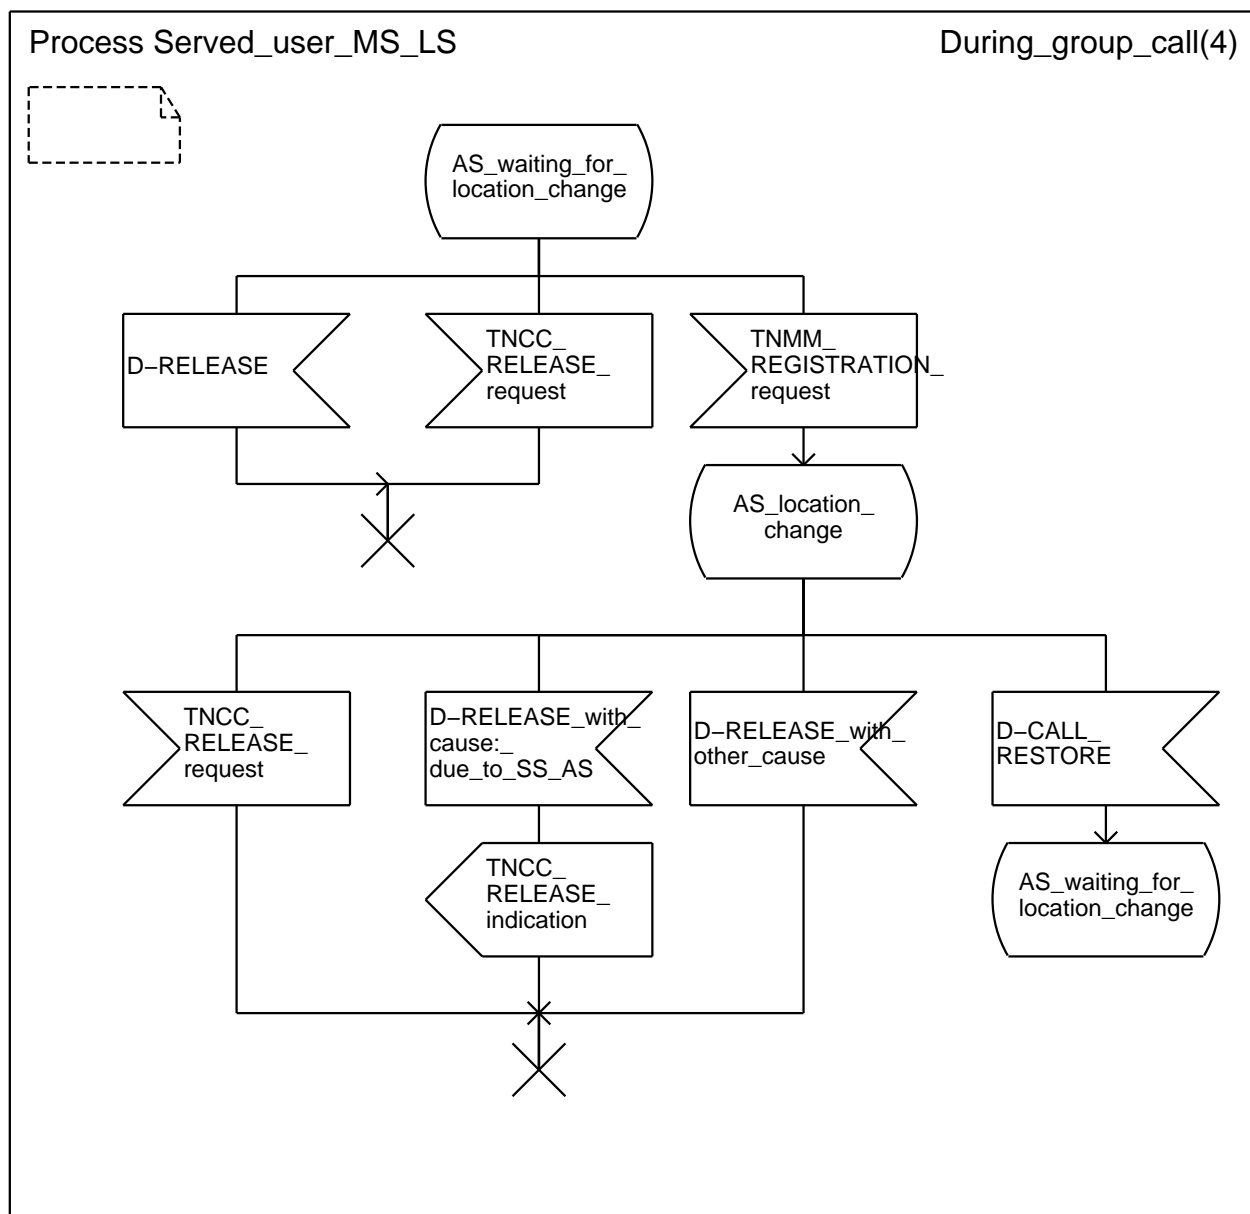 Process Served_user_MS_LS
During_group_call(4)
AS_waiting_for_
location_change
D−RELEASE
TNCC_
RELEASE_
request
TNMM_
REGISTRATION_
request
AS_location_
change
TNCC_
RELEASE_
request
D−RELEASE_with_
cause:_
due_to_SS_AS
D−RELEASE_with_
other_cause
D−CALL_
RESTORE
TNCC_
RELEASE_
indication
AS_waiting_for_
location_change